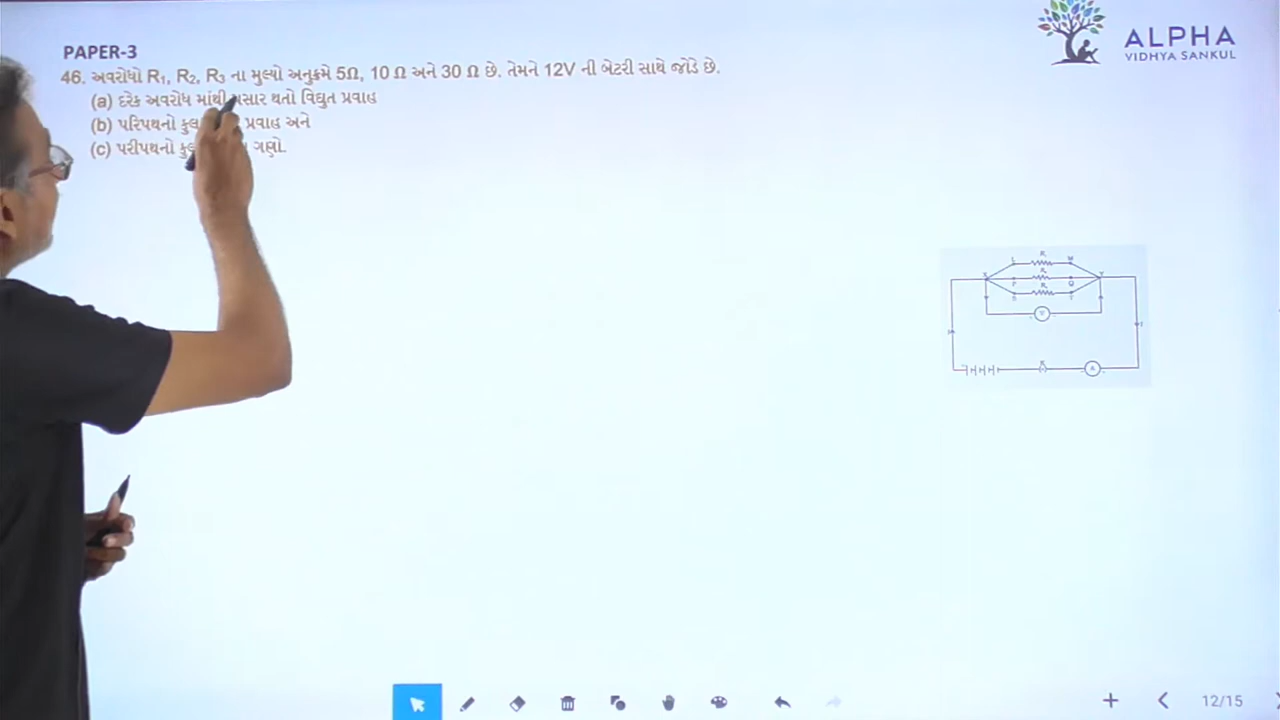 ALPHA
VIDHYA SANKUL
PAPER-3
46. અવરોધો R₁, R₂, R₃ ના મુલ્યો અનુક્રમે 5Ω, 10 Ω અને 30 Ω છે. તેમને 12V ની બેટરી સાથે જોડે છે.
(a) દરેક અવરોધ માંથી પસાર થતો વિદ્યુત પ્રવાહ
(b) પરિપથનો કુલ પ્રવાહ અને
(c) પરીપથનો કુલ ગણો.
12/15